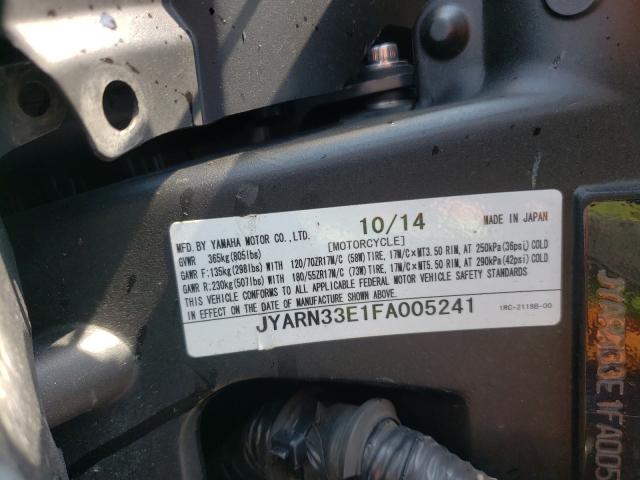 MFD.BY YAMAHA MOTOR CO.,LTD. 10/14 MADE IN JAPAN
GVWR 365kg(805lbs) [MOTORCYCLE]
GAWR F:135kg(298lbs) WITH 120/70ZR17M/C (58W) TIRE, 17M/C×MT3.50 RIM, AT 250kPa(36psi) COLD
GAWR R:230kg(507lbs) WITH 180/55ZR17M/C (73W) TIRE, 17M/C×MT5.50 RIM, AT 290kPa(42psi) COLD
THIS VEHICLE CONFORMS TO ALL APPLICABLE FEDERAL MOTOR VEHICLE SAFETY STANDARDS
IN EFFECT ON THE DATE OF MANUFACTURE SHOWN ABOVE.
JYARN33E1FA005241 1RC-2118B-00